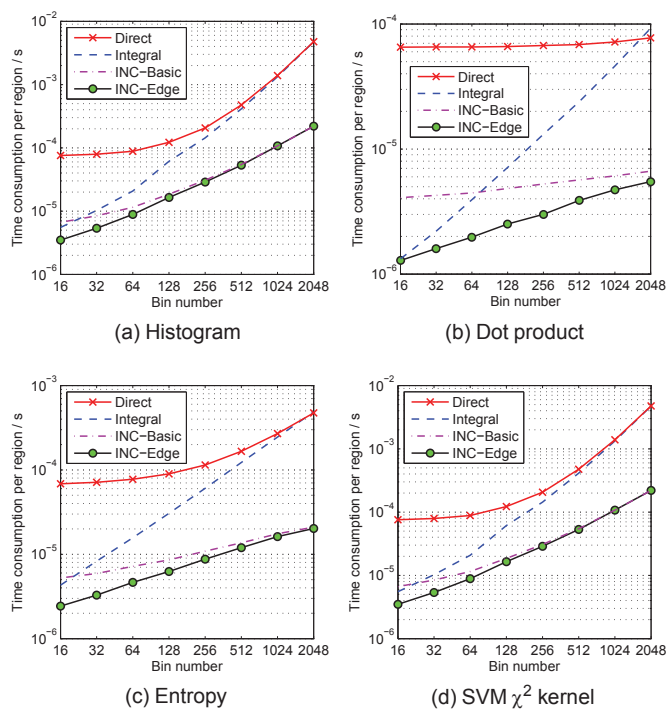 10⁻²
10⁻³
10⁻⁴
10⁻⁵
10⁻⁶
Time consumption per region / s
Direct
Integral
INC−Basic
INC−Edge
16 32 64 128 256 512 1024 2048
Bin number
(a) Histogram
10⁻⁴
10⁻⁵
10⁻⁶
Time consumption per region / s
Direct
Integral
INC−Basic
INC−Edge
16 32 64 128 256 512 1024 2048
Bin number
(b) Dot product
10⁻³
10⁻⁴
10⁻⁵
10⁻⁶
Time consumption per region / s
Direct
Integral
INC−Basic
INC−Edge
16 32 64 128 256 512 1024 2048
Bin number
(c) Entropy
10⁻²
10⁻³
10⁻⁴
10⁻⁵
10⁻⁶
Time consumption per region / s
Direct
Integral
INC−Basic
INC−Edge
16 32 64 128 256 512 1024 2048
Bin number
(d) SVM χ² kernel